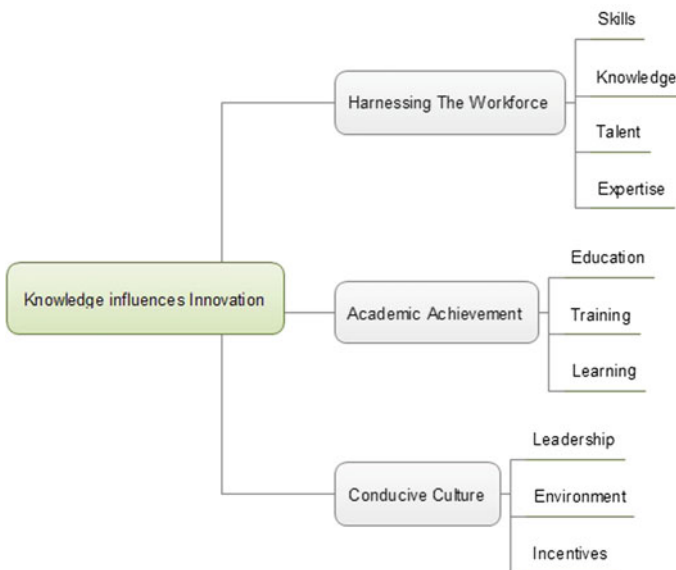 Knowledge influences Innovation
Harnessing The Workforce
Skills
Knowledge
Talent
Expertise
Academic Achievement
Education
Training
Learning
Conducive Culture
Leadership
Environment
Incentives